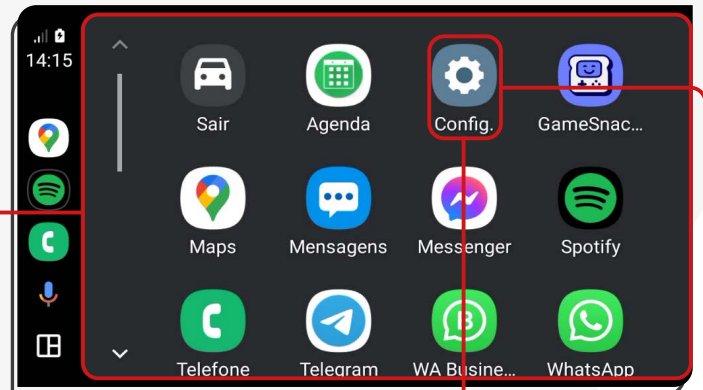 14:15
Sair Agenda Config. GameSnac...
Maps Mensagens Messenger Spotify
Telefone Telegram WA Busine... WhatsApp